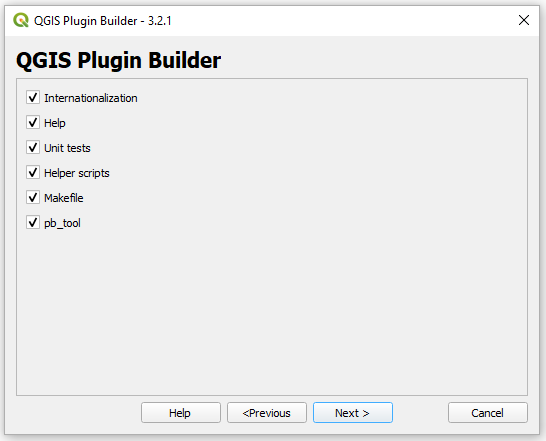 QGIS Plugin Builder - 3.2.1
QGIS Plugin Builder
Internationalization
Help
Unit tests
Helper scripts
Makefile
pb_tool
Help <Previous Next > Cancel